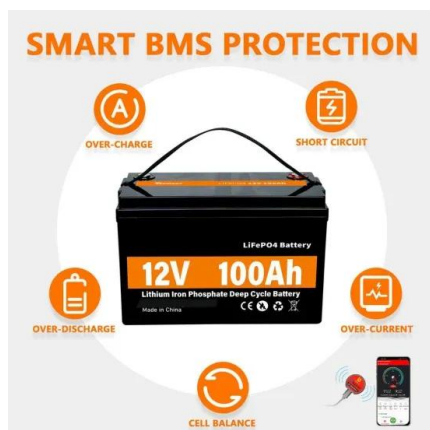 SMART BMS PROTECTION
OVER-CHARGE
SHORT CIRCUIT
LiFePO4 Battery
12V 100Ah
Lithium Iron Phosphate Deep Cycle Battery
Made in China
OVER-DISCHARGE
OVER-CURRENT
CELL BALANCE